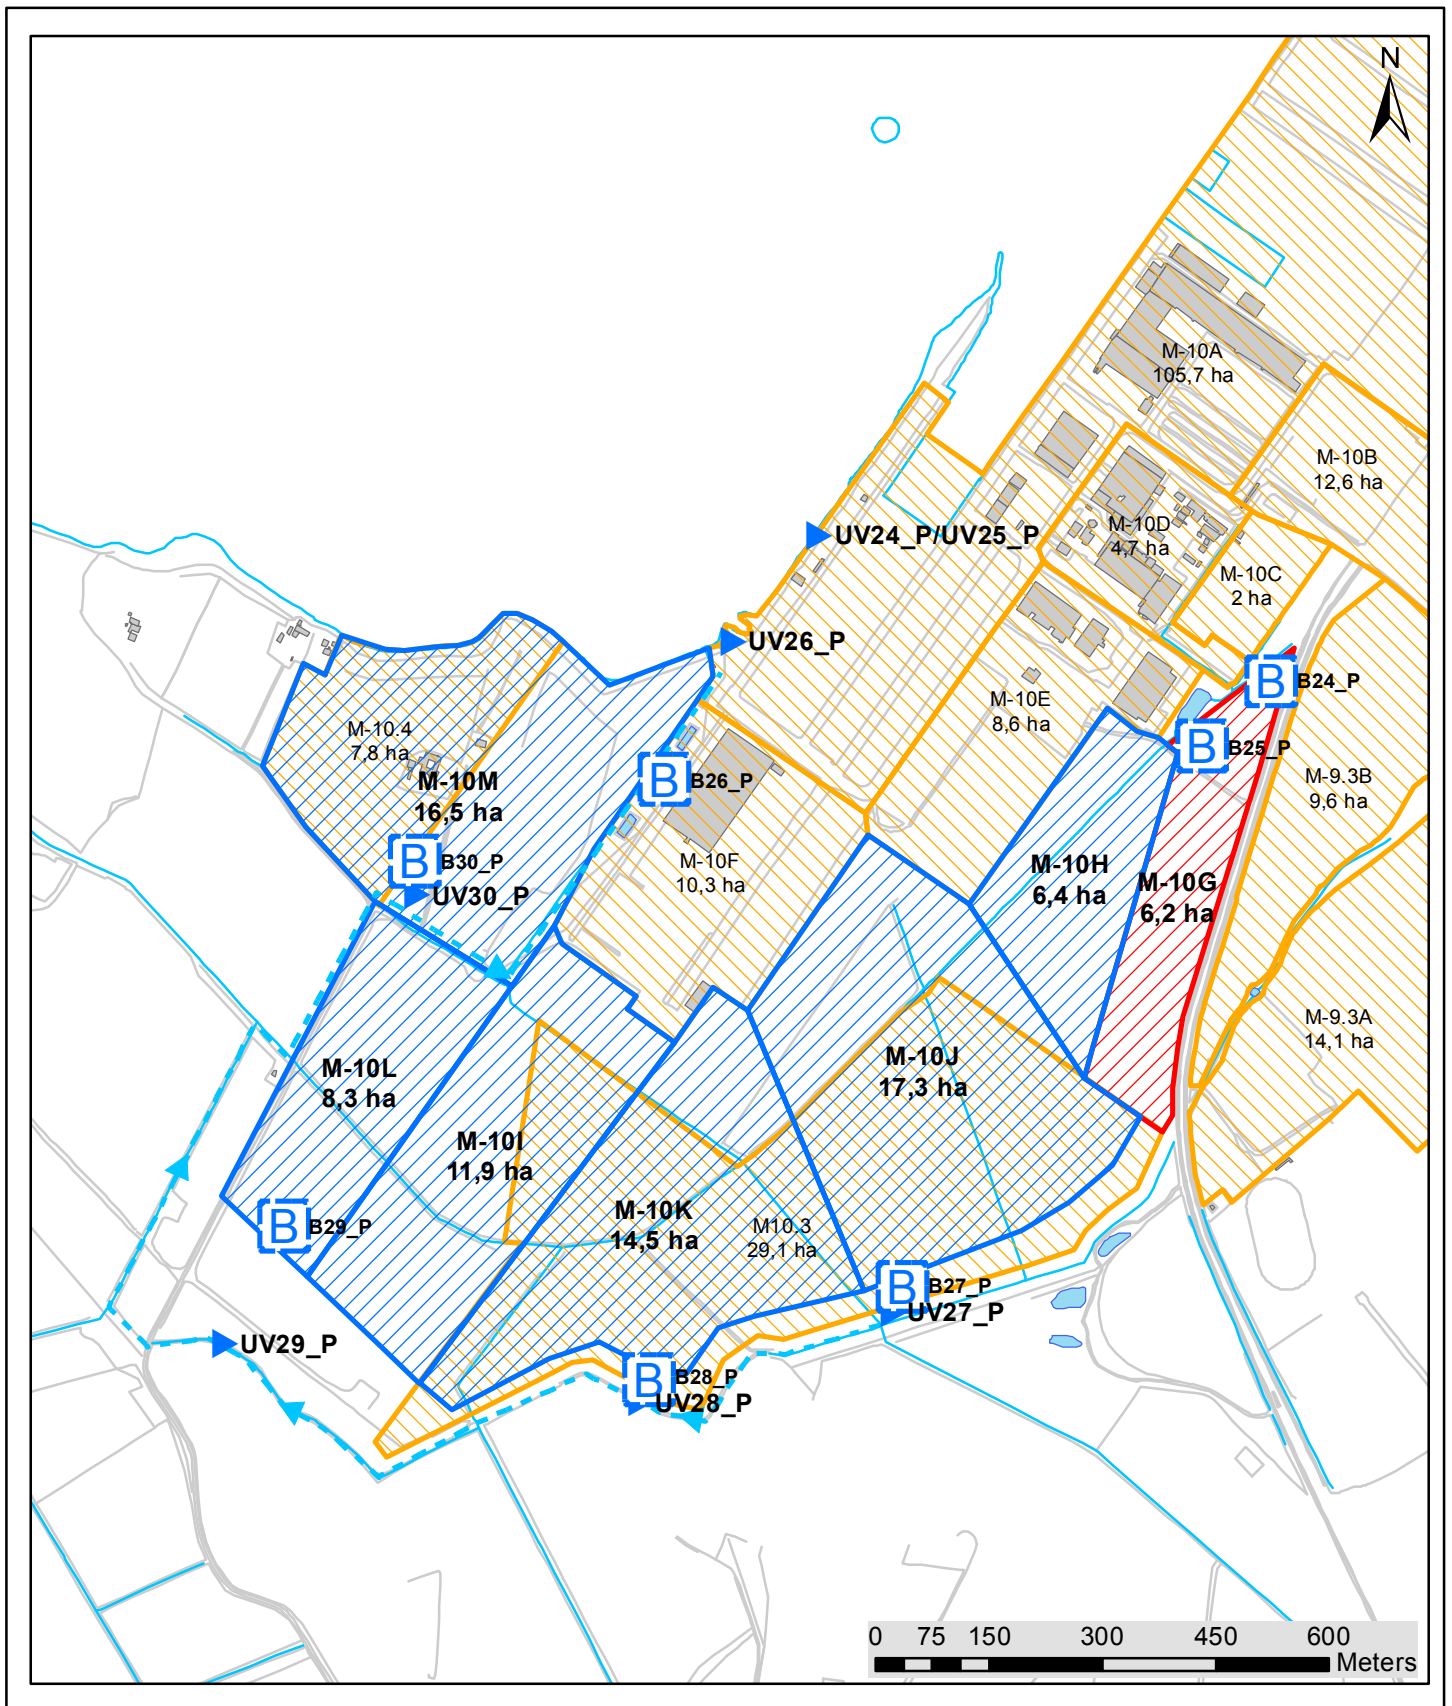 N
M-10A
105,7 ha
M-10B
12,6 ha
UV24_P/UV25_P
M-10D
4,7 ha
M-10C
2 ha
UV26_P
B
B24_P
M-10E
8,6 ha
M-10.4
7,8 ha
B
B25_P
M-9.3B
9,6 ha
M-10M
16,5 ha
B
B26_P
B
B30_P
UV30_P
M-10F
10,3 ha
M-10H
6,4 ha
M-10G
6,2 ha
M-9.3A
14,1 ha
M-10L
8,3 ha
M-10J
17,3 ha
M-10I
11,9 ha
B
B29_P
M-10K
14,5 ha
M10.3
29,1 ha
B
B27_P
UV27_P
UV29_P
B
B28_P
UV28_P
0 75 150 300 450 600
Meters